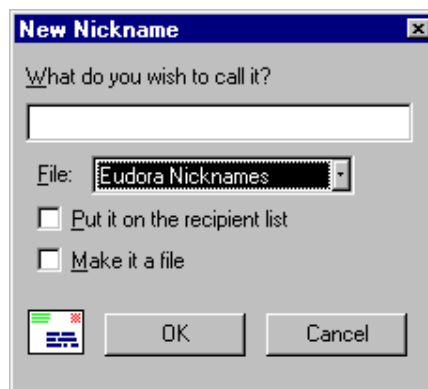 New Nickname
What do you wish to call it?
File: Eudora Nicknames
Put it on the recipient list
Make it a file
OK Cancel